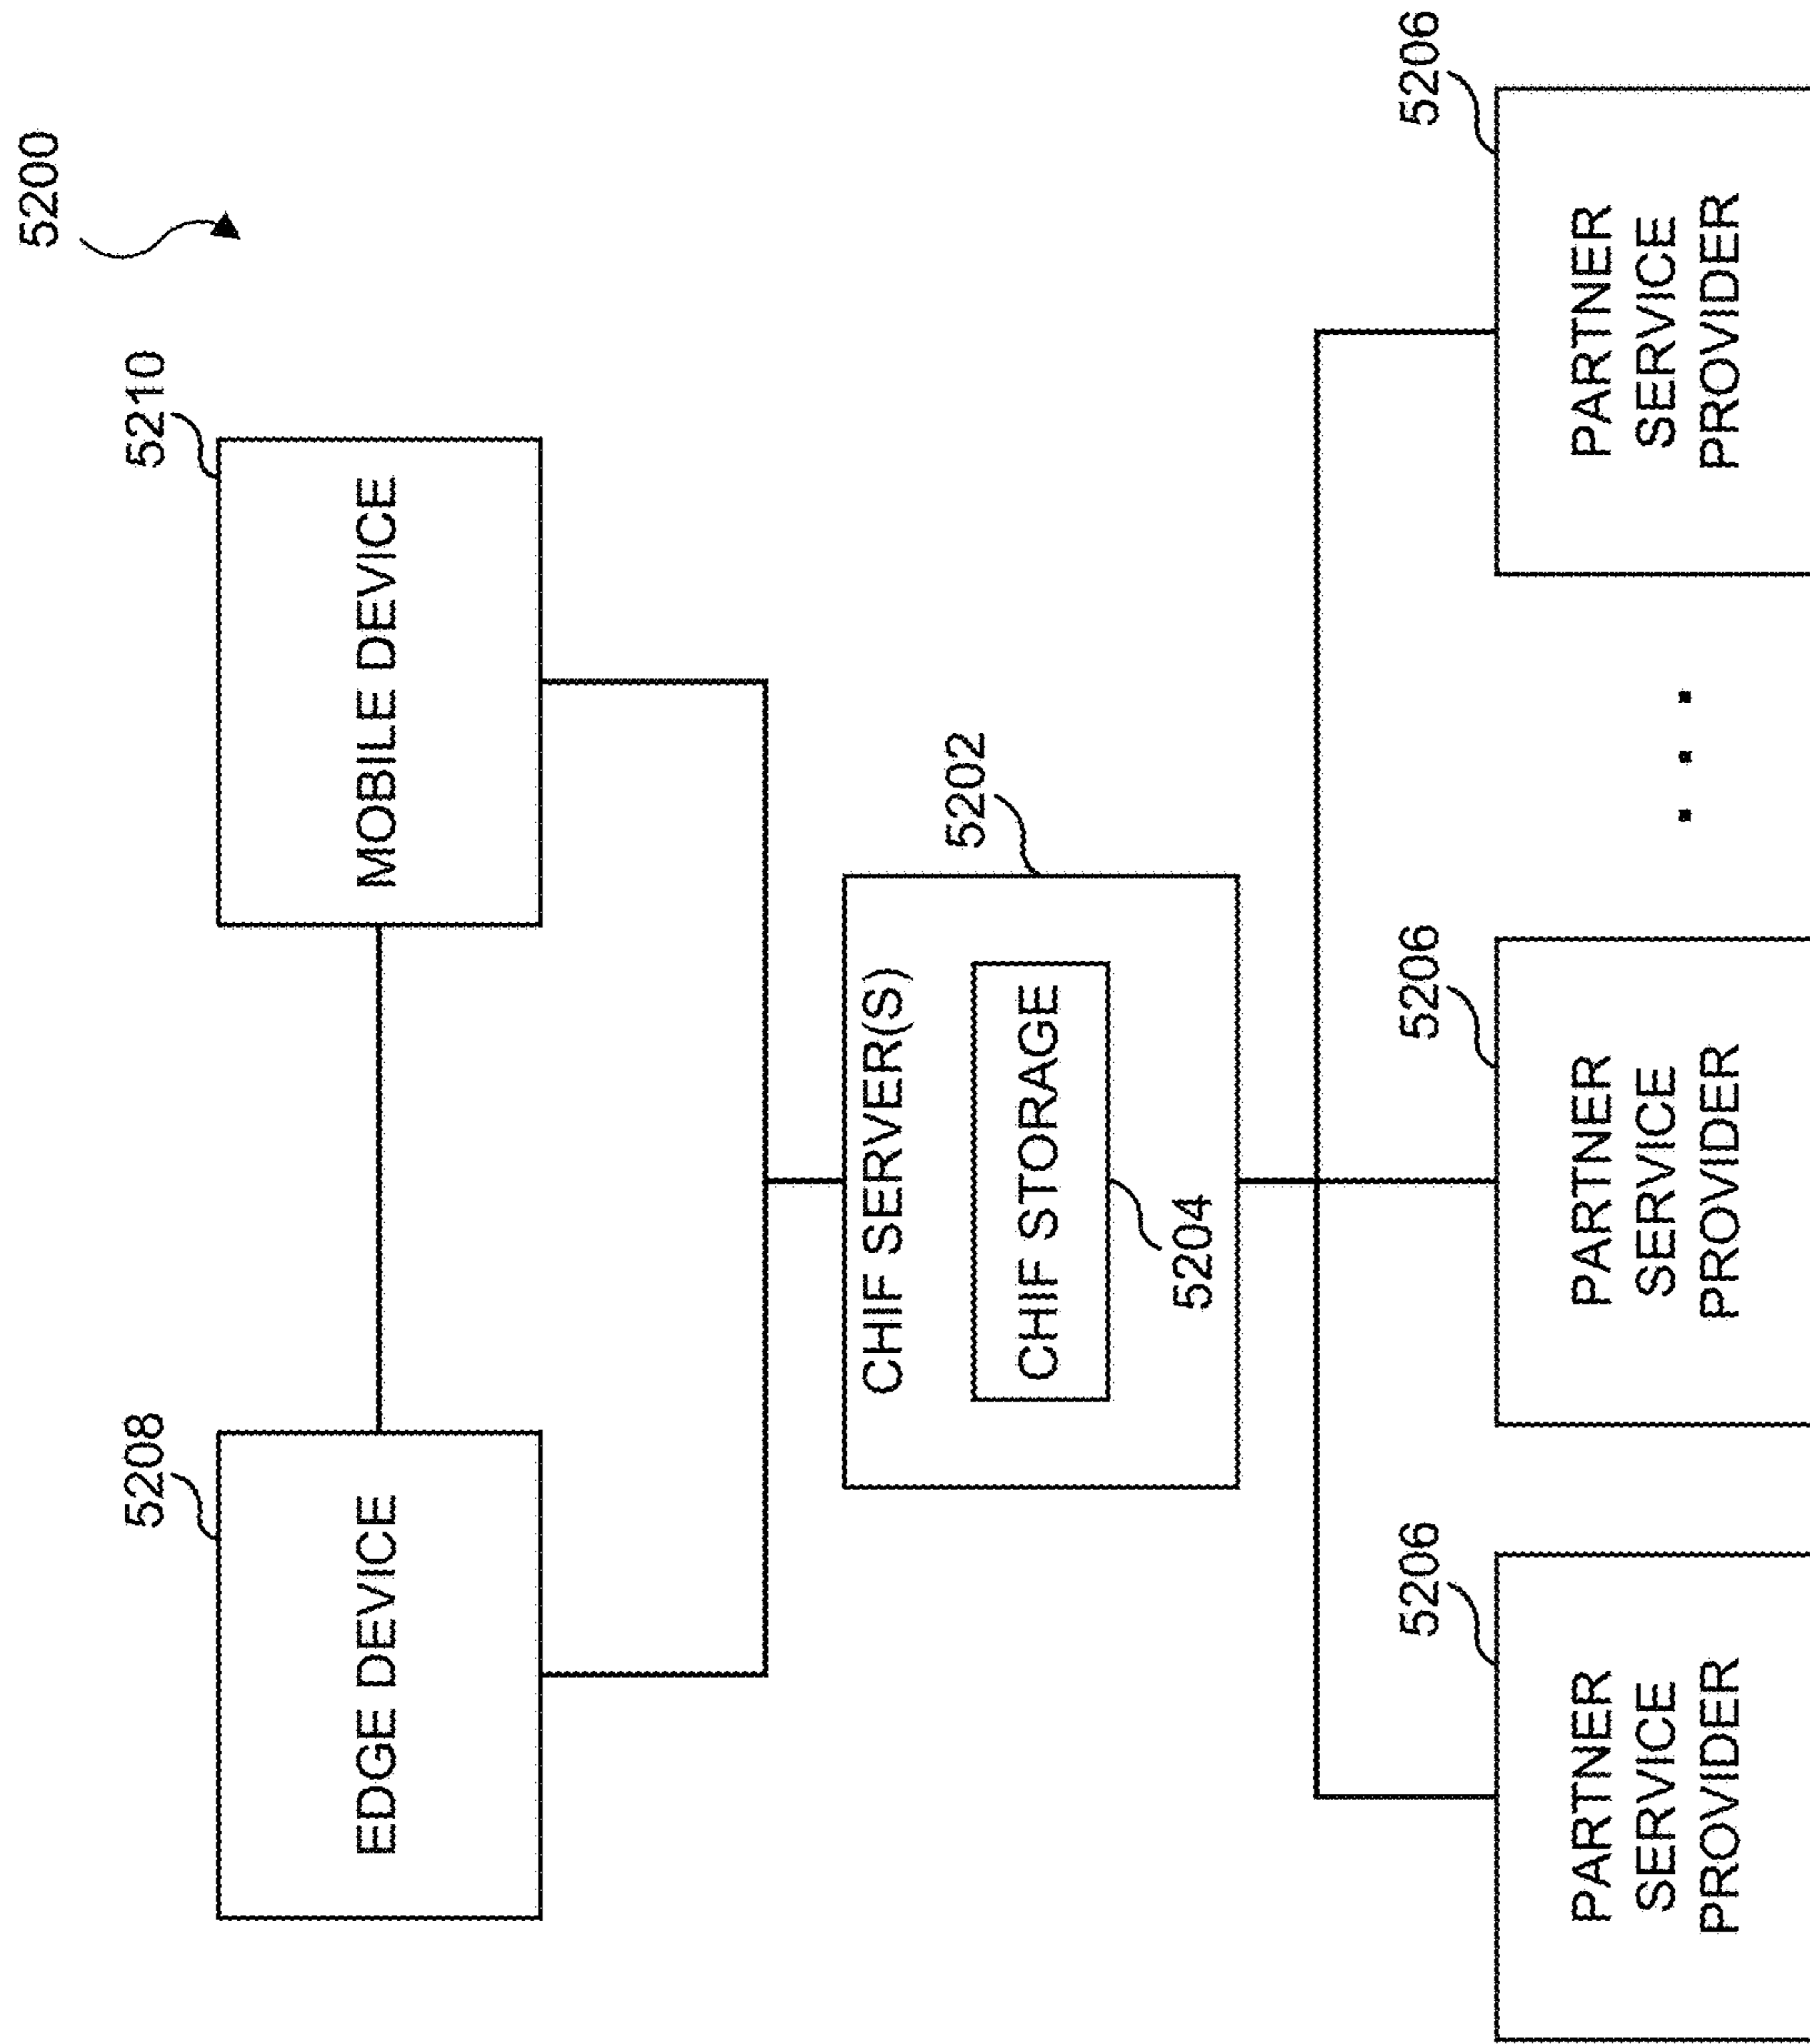 5200
5208
5210
EDGE DEVICE
MOBILE DEVICE
5202
CHIF SERVER(S)
CHIF STORAGE
5204
5206
5206
5206
PARTNER
SERVICE
PROVIDER
PARTNER
SERVICE
PROVIDER
. . .
PARTNER
SERVICE
PROVIDER